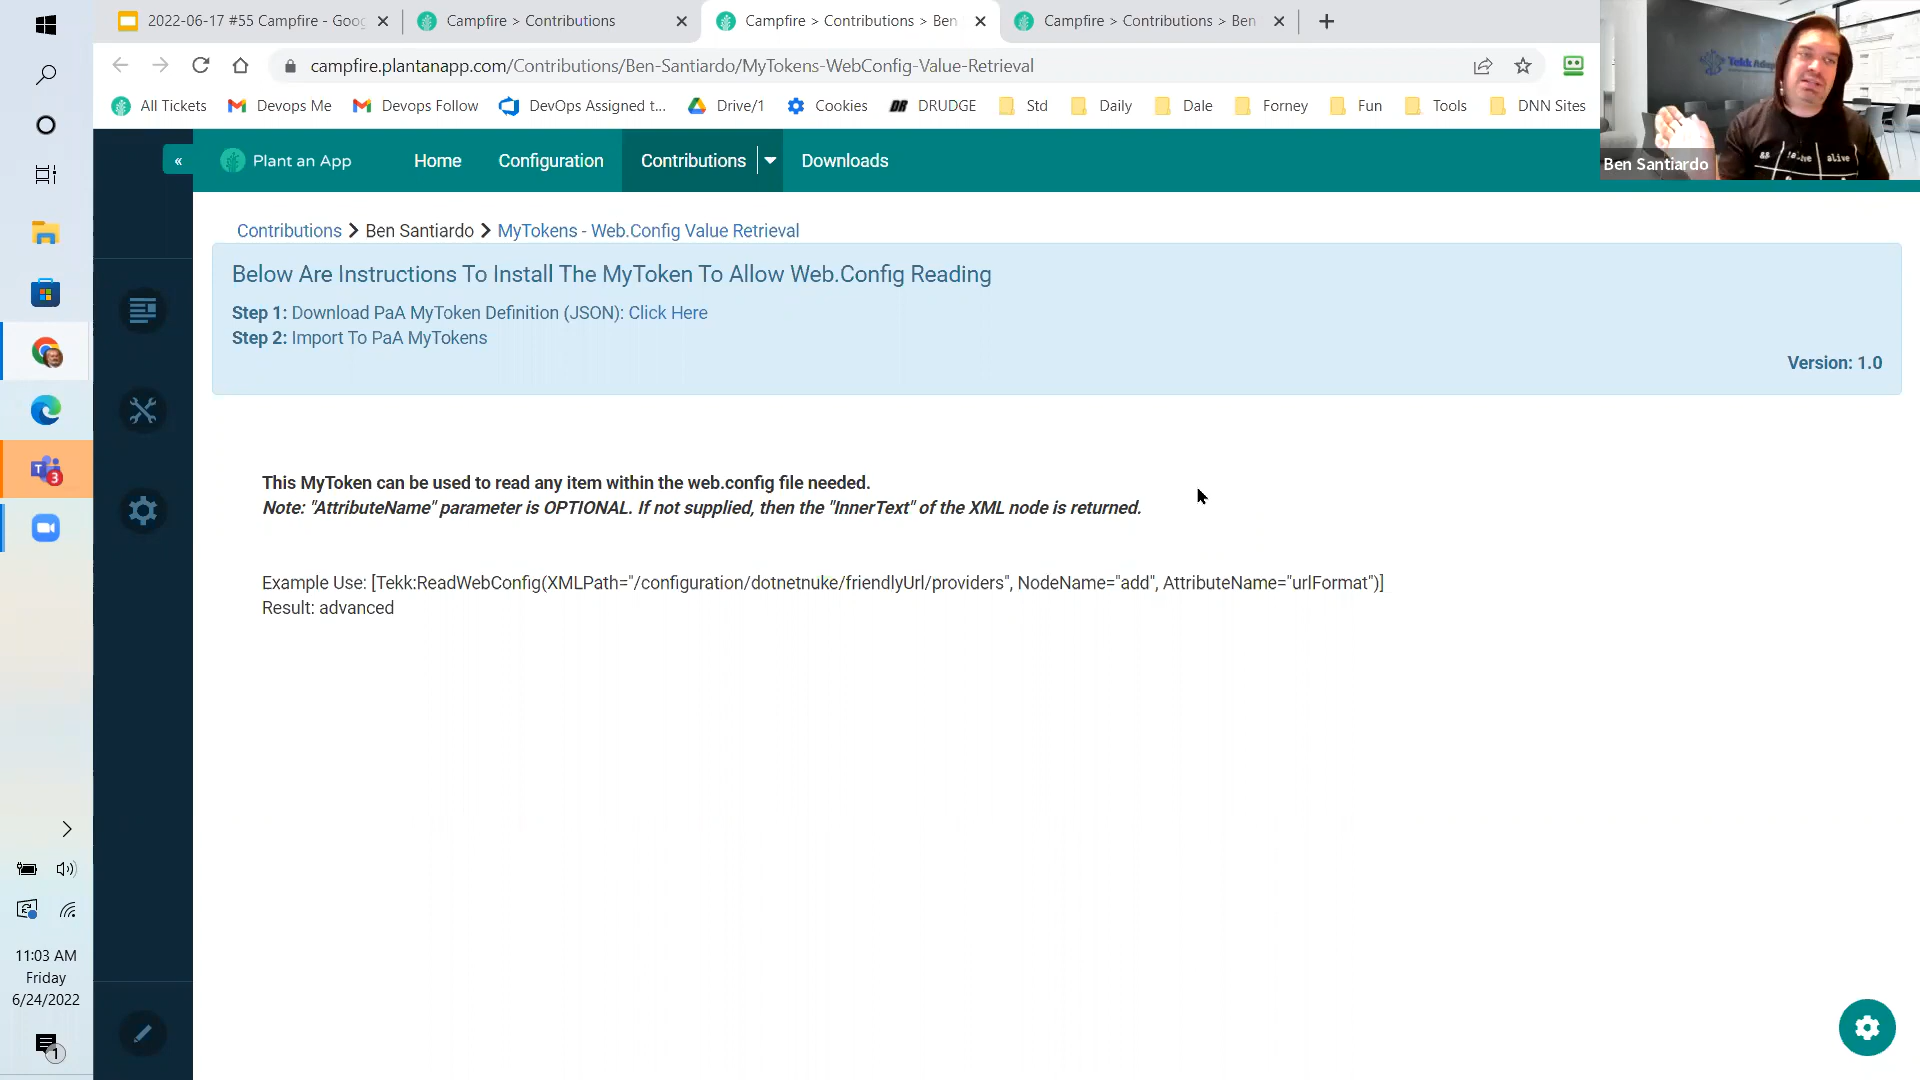 2022-06-17 #55 Campfire - Goog
Campfire > Contributions
Campfire > Contributions > Ben
Campfire > Contributions > Ben
campfire.plantanapp.com/Contributions/Ben-Santiardo/MyTokens-WebConfig-Value-Retrieval
All Tickets
Devops Me
Devops Follow
DevOps Assigned t...
Drive/1
Cookies
DR DRUDGE
Std
Daily
Dale
Forney
Fun
Tools
DNN Sites
Ben Santiardo
Plant an App
Home
Configuration
Contributions
Downloads
Contributions > Ben Santiardo > MyTokens - Web.Config Value Retrieval
Below Are Instructions To Install The MyToken To Allow Web.Config Reading
Step 1: Download PaA MyToken Definition (JSON): Click Here
Step 2: Import To PaA MyTokens
Version: 1.0
This MyToken can be used to read any item within the web.config file needed.
Note: "AttributeName" parameter is OPTIONAL. If not supplied, then the "InnerText" of the XML node is returned.
Example Use: [Tekk:ReadWebConfig(XMLPath="/configuration/dotnetnuke/friendlyUrl/providers", NodeName="add", AttributeName="urlFormat")]
Result: advanced
T 3
11:03 AM
Friday
6/24/2022
1